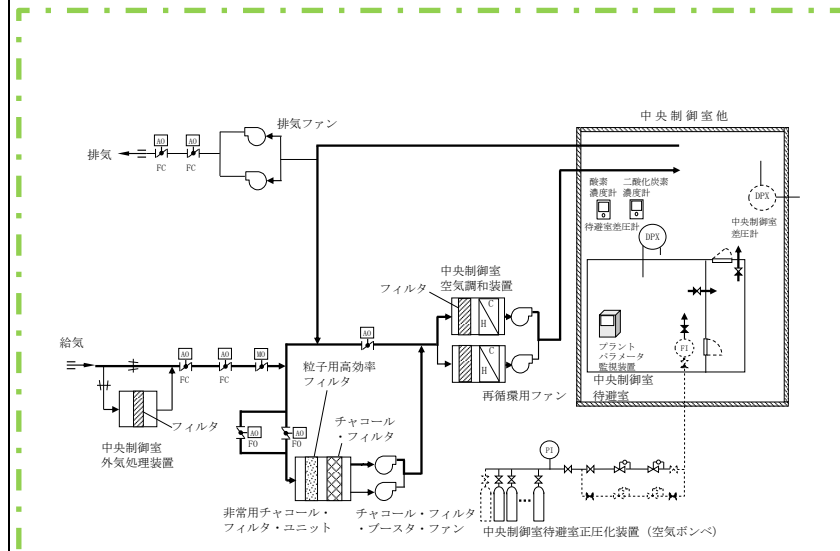 中央制御室他
排気ファン
AO
AO
排気
FC
FC
酸素
濃度計
二酸化炭素
濃度計
DPX
待避室差圧計
中央制御室
差圧計
DPX
中央制御室
空気調和装置
フィルタ
C
H
AO
給気
AO
AO
MO
FC
FC
粒子用高効率
フィルタ
C
H
プラント
パラメータ
監視装置
FI
再循環用ファン
中央制御室
待避室
チャコール
・フィルタ
フィルタ
AO
FO
AO
FO
中央制御室
外気処理装置
PI
非常用チャコール・
フィルタ・ユニット
チャコール・フィルタ
・ブースタ・ファン
中央制御室待避室正圧化装置（空気ボンベ）